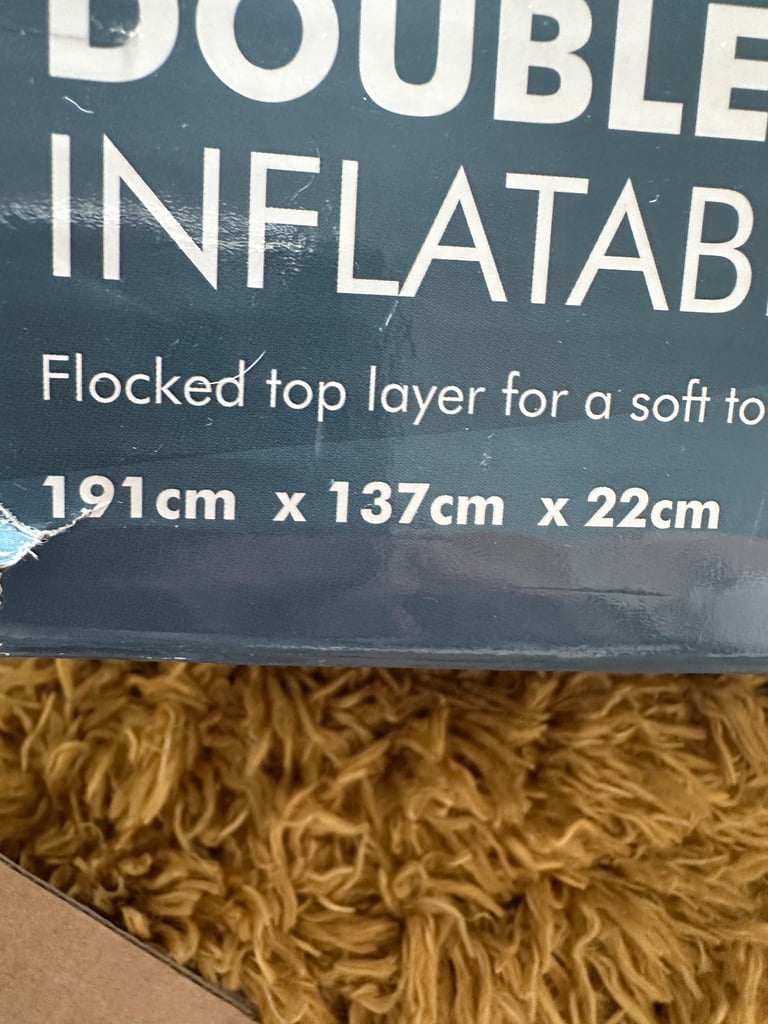 DOUBLE
INFLATAB
Flocked top layer for a soft to
191cm x 137cm x 22cm